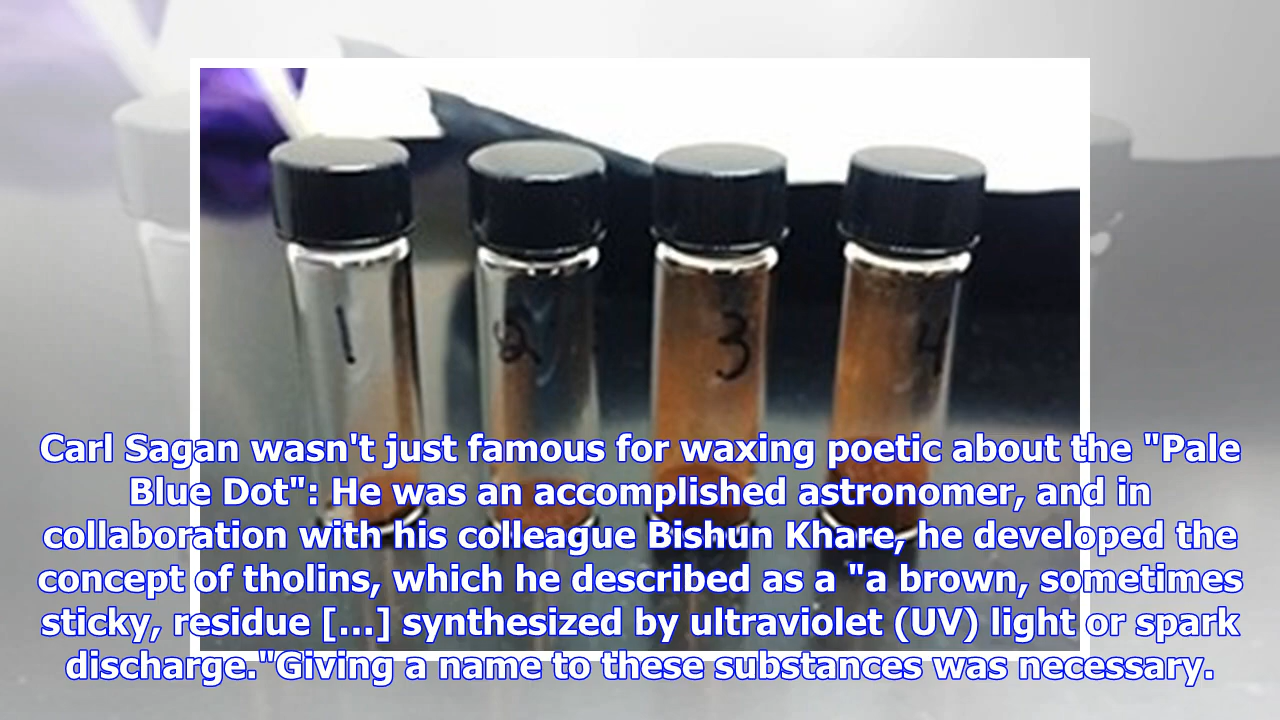 1 2 3 4
Carl Sagan wasn't just famous for waxing poetic about the "Pale
Blue Dot": He was an accomplished astronomer, and in
collaboration with his colleague Bishun Khare, he developed the
concept of tholins, which he described as a "a brown, sometimes
sticky, residue [...] synthesized by ultraviolet (UV) light or spark
discharge."Giving a name to these substances was necessary.